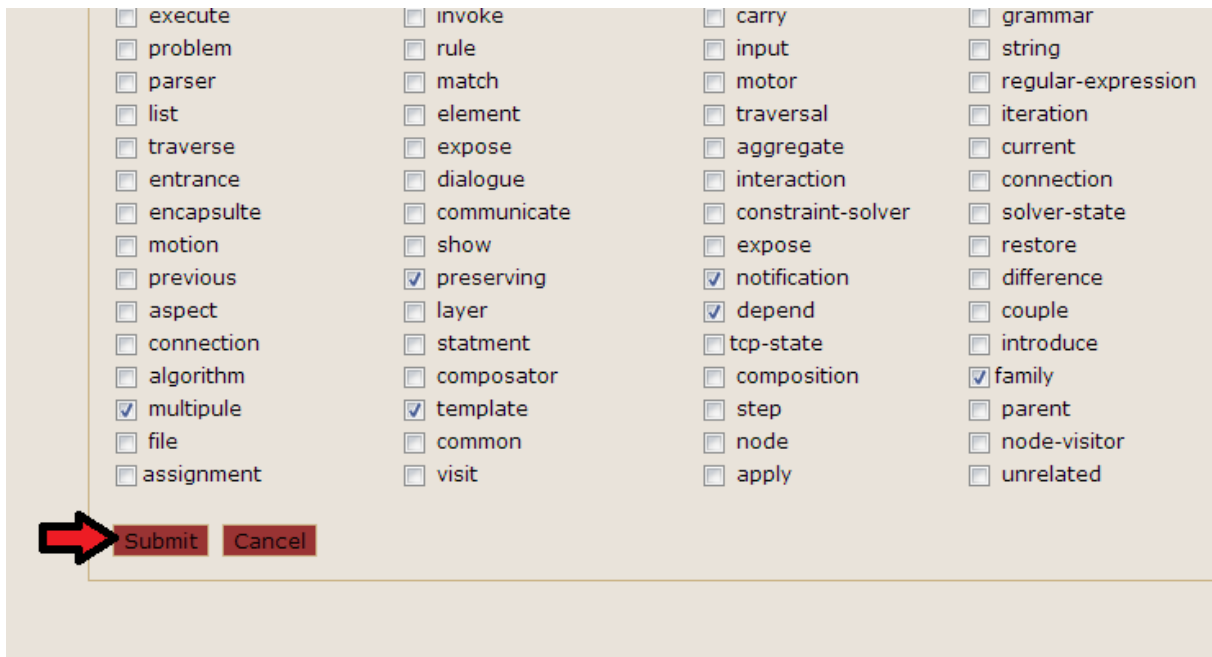 execute invoke carry grammar
problem rule input string
parser match motor regular-expression
list element traversal iteration
traverse expose aggregate current
entrance dialogue interaction connection
encapsulte communicate constraint-solver solver-state
motion show expose restore
previous preserving notification difference
aspect layer depend couple
connection statment tcp-state introduce
algorithm composator composition family
multipule template step parent
file common node node-visitor
assignment visit apply unrelated
Submit Cancel